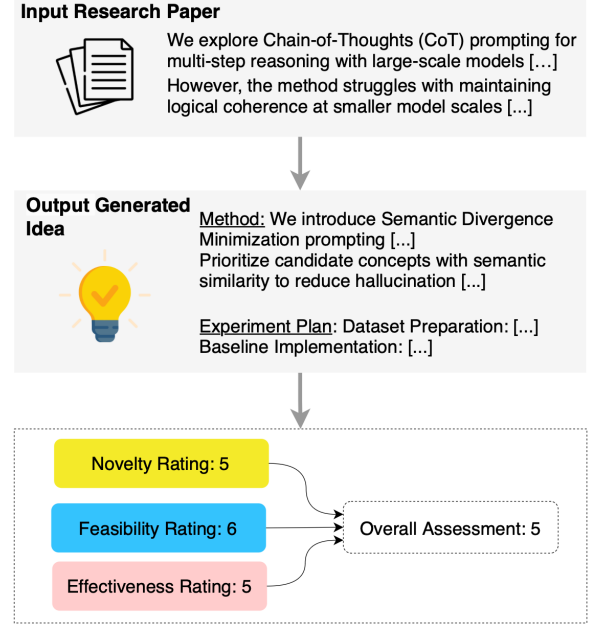 Input Research Paper
We explore Chain-of-Thoughts (CoT) prompting for
multi-step reasoning with large-scale models […]
However, the method struggles with maintaining
logical coherence at smaller model scales [...]
Output Generated
Idea
Method: We introduce Semantic Divergence
Minimization prompting [...]
Prioritize candidate concepts with semantic
similarity to reduce hallucination [...]
Experiment Plan: Dataset Preparation: [...]
Baseline Implementation: [...]
Novelty Rating: 5
Feasibility Rating: 6
Effectiveness Rating: 5
Overall Assessment: 5